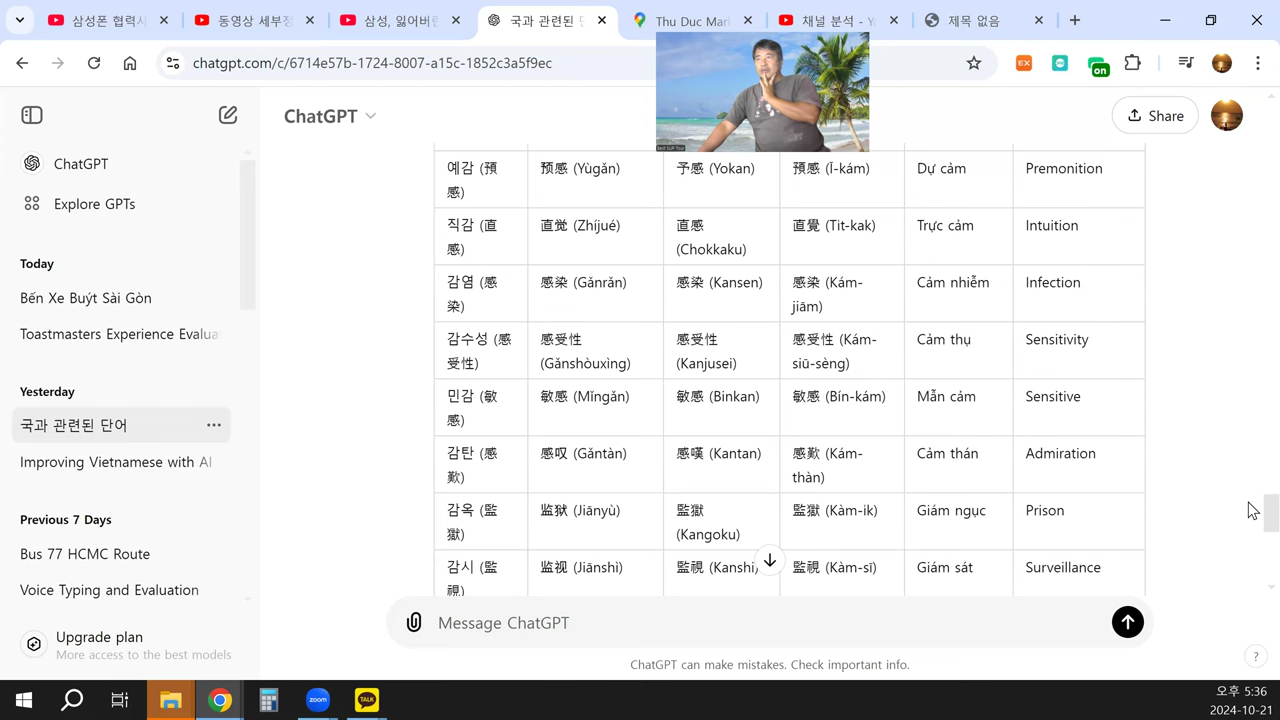 삼성폰 협력사
동영상 세부정
삼성, 잃어버린
국과 관련된 단
Thu Duc Mark
채널 분석 - Yo
제목 없음
chatgpt.com/c/6714e57b-1724-8007-a15c-1852c3a5f9ec
EX
on
ChatGPT
Share
ChatGPT
Explore GPTs
Today
Bến Xe Buýt Sài Gòn
Toastmasters Experience Evalua
Yesterday
국과 관련된 단어
Improving Vietnamese with AI
Previous 7 Days
Bus 77 HCMC Route
Voice Typing and Evaluation
Upgrade plan
More access to the best models
예감 (預 预感 (Yùgǎn) 予感 (Yokan) 預感 (Ī-kám) Dự cảm Premonition
感)
직감 (直 直觉 (Zhíjué) 直感 直覺 (Tit-kak) Trực cảm Intuition
感) (Chokkaku)
감염 (感 感染 (Gǎnrǎn) 感染 (Kansen) 感染 (Kám- Cảm nhiễm Infection
染) jiām)
감수성 (感 感受性 感受性 感受性 (Kám- Cảm thụ Sensitivity
受性) (Gǎnshòuxìng) (Kanjusei) siū-sèng)
민감 (敏 敏感 (Mǐngǎn) 敏感 (Binkan) 敏感 (Bín-kám) Mẫn cảm Sensitive
感)
감탄 (感 感叹 (Gǎntàn) 感嘆 (Kantan) 感歎 (Kám- Cảm thán Admiration
歎) thàn)
감옥 (監 监狱 (Jiānyù) 監獄 監獄 (Kàm-ik) Giám ngục Prison
獄) (Kangoku)
감시 (監 监视 (Jiānshì) 監視 (Kanshi) 監視 (Kàm-sī) Giám sát Surveillance
視)
Message ChatGPT
ChatGPT can make mistakes. Check important info.
?
zoom
TALK
오후 5:36
2024-10-21